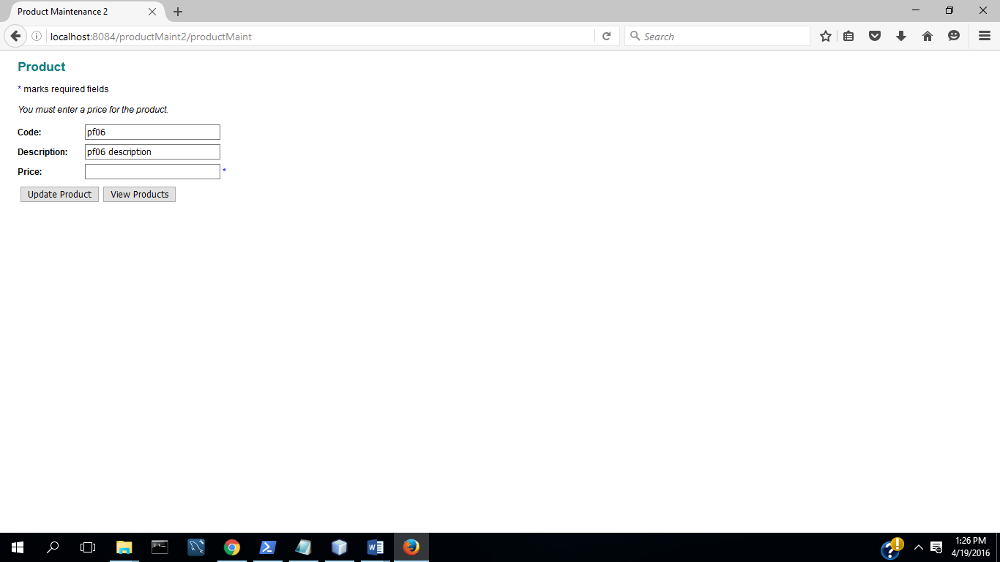 Product Maintenance 2
localhost:8084/productMaint2/productMaint
Search
Product
* marks required fields
You must enter a price for the product.
Code: pf06
Description: pf06 description
Price: *
Update Product View Products
1:26 PM
4/19/2016